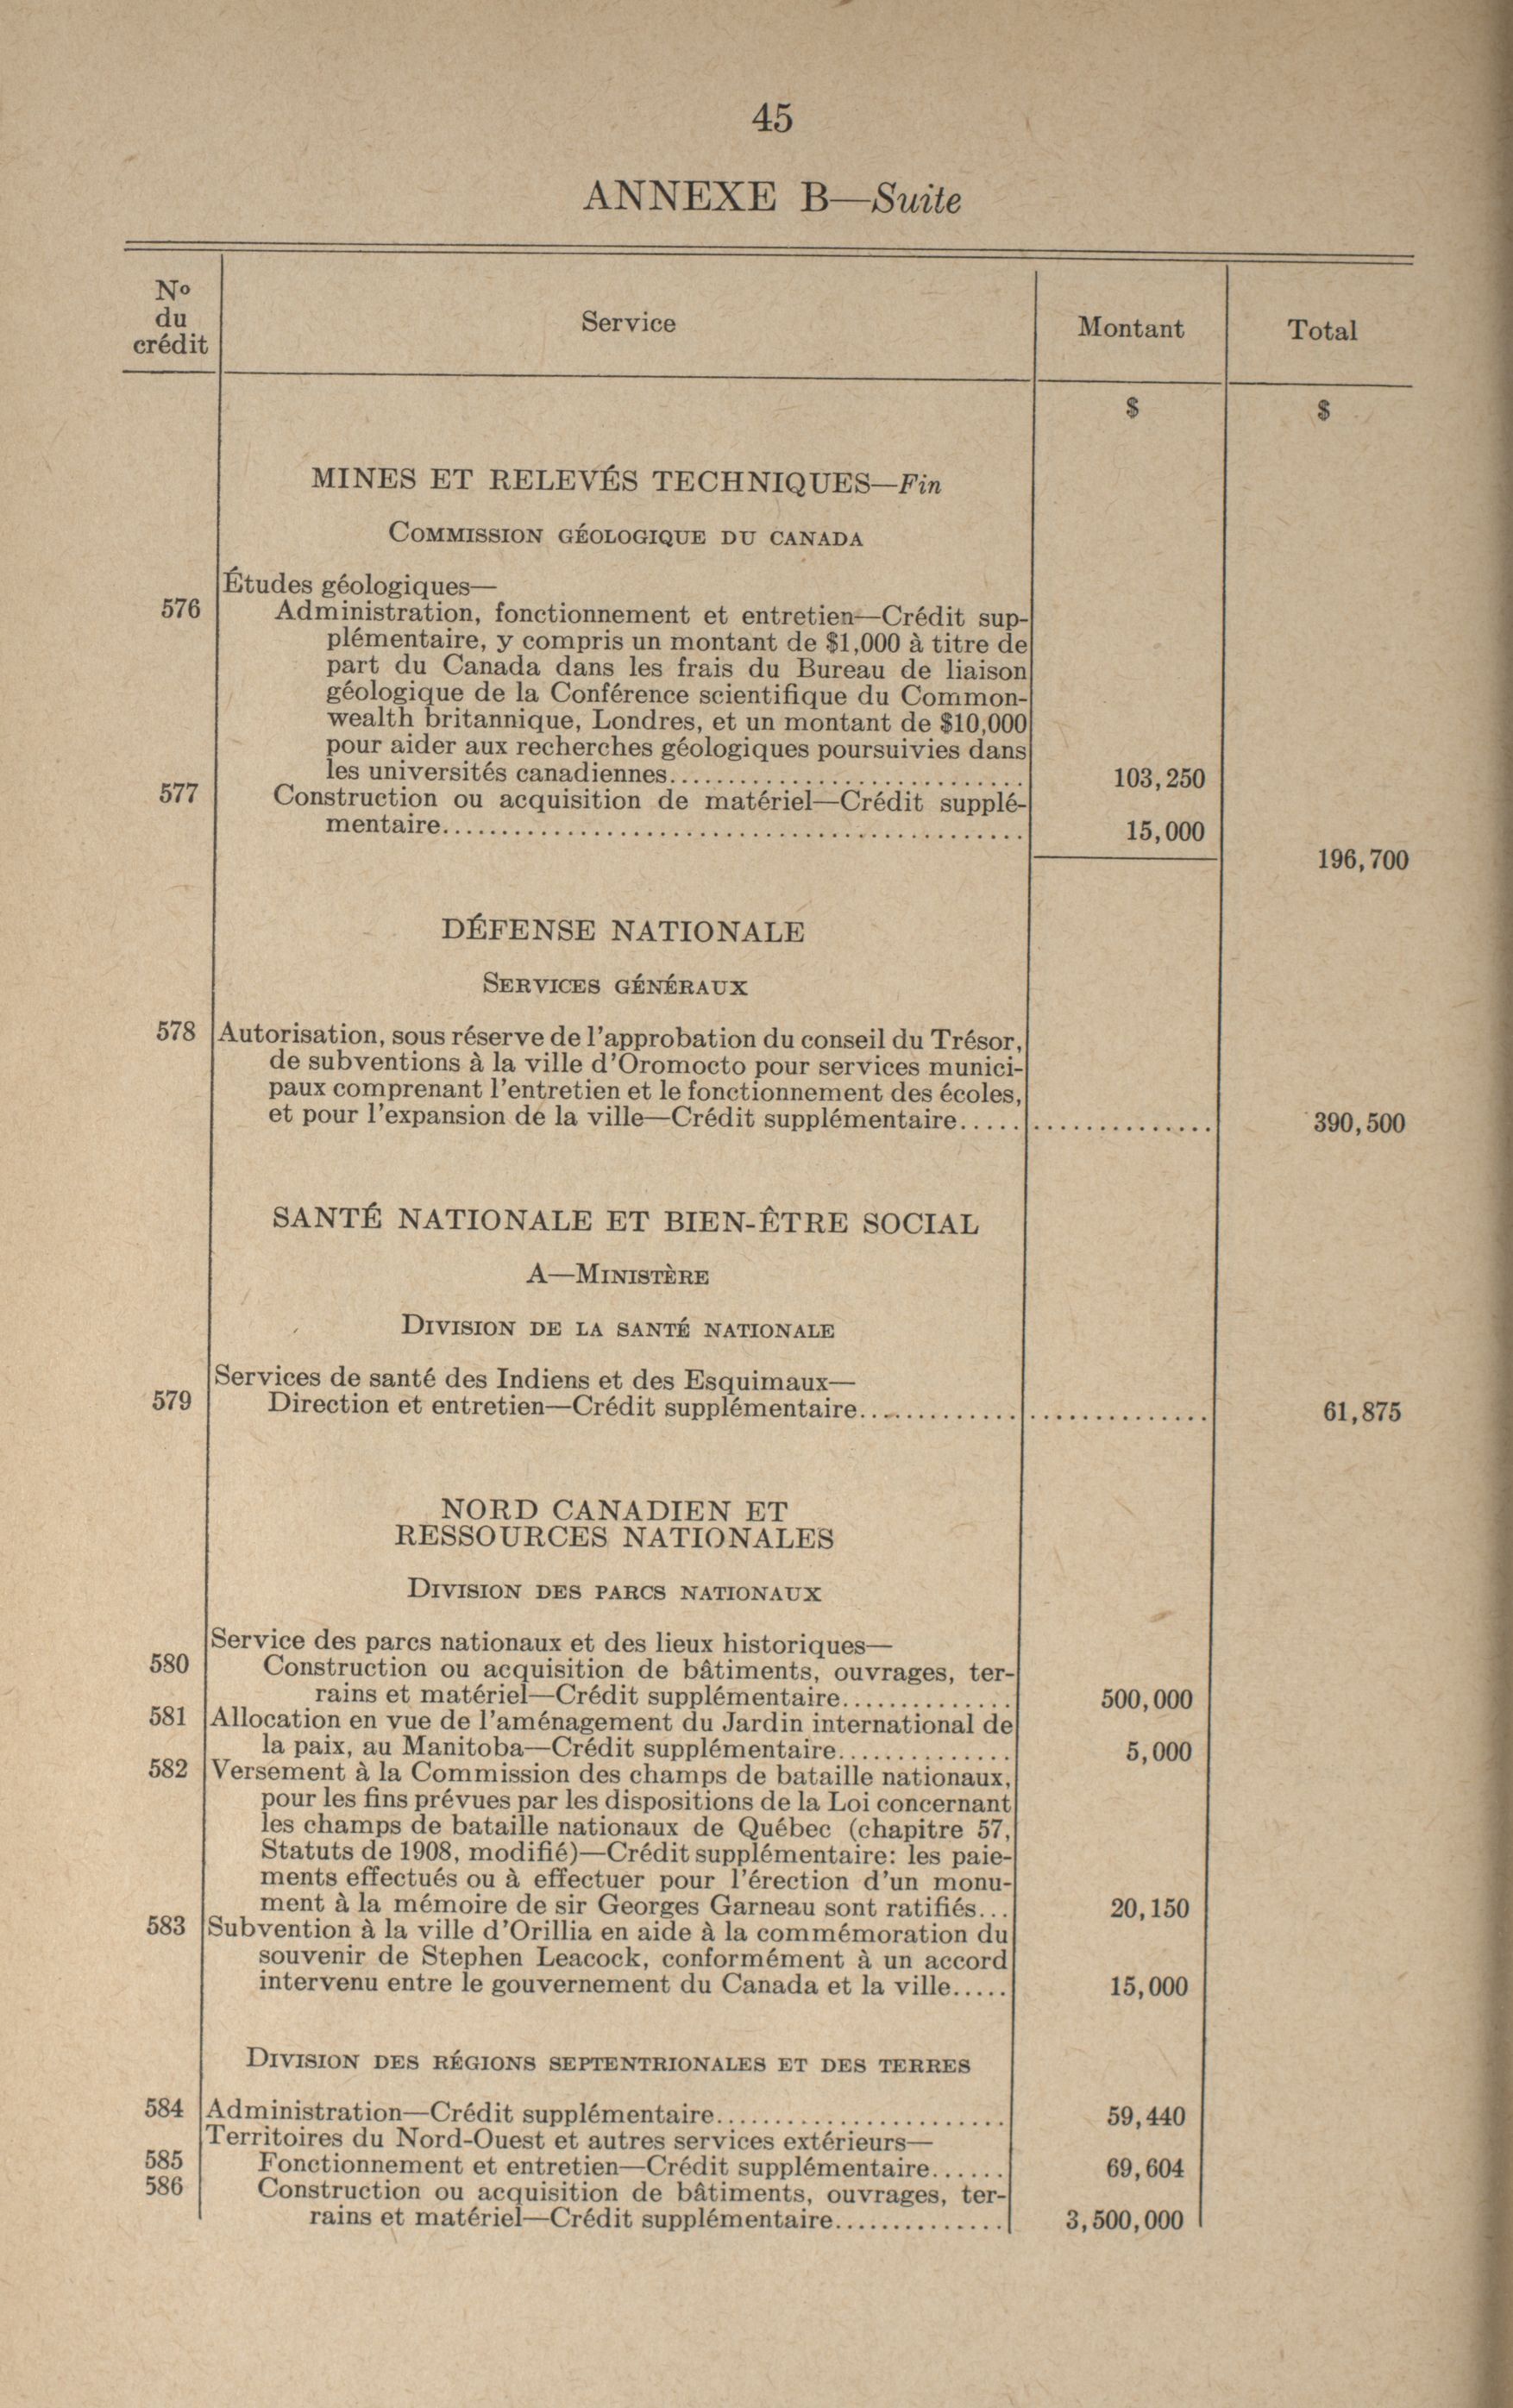 45
ANNEXE B—Suite
No
du
crédit
Service
Montant
Total
$
$
MINES ET RELEVÉS TECHNIQUES—Fin
COMMISSION GÉOLOGIQUE DU CANADA
Études géologiques—
576 Administration, fonctionnement et entretien—Crédit sup-
plémentaire, y compris un montant de $1,000 à titre de
part du Canada dans les frais du Bureau de liaison
géologique de la Conférence scientifique du Common-
wealth britannique, Londres, et un montant de $10,000
pour aider aux recherches géologiques poursuivies dans
les universités canadiennes........ 103,250
577 Construction ou acquisition de matériel—Crédit supplé-
mentaire........ 15,000
196,700
DÉFENSE NATIONALE
SERVICES GÉNÉRAUX
578 Autorisation, sous réserve de l'approbation du conseil du Trésor,
de subventions à la ville d'Oromocto pour services munici-
paux comprenant l'entretien et le fonctionnement des écoles,
et pour l'expansion de la ville—Crédit supplémentaire........ 390,500
SANTÉ NATIONALE ET BIEN-ÊTRE SOCIAL
A—MINISTÈRE
DIVISION DE LA SANTÉ NATIONALE
Services de santé des Indiens et des Esquimaux—
579 Direction et entretien—Crédit supplémentaire........ 61,875
NORD CANADIEN ET
RESSOURCES NATIONALES
DIVISION DES PARCS NATIONAUX
Service des parcs nationaux et des lieux historiques—
580 Construction ou acquisition de bâtiments, ouvrages, ter-
rains et matériel—Crédit supplémentaire........ 500,000
581 Allocation en vue de l'aménagement du Jardin international de
la paix, au Manitoba—Crédit supplémentaire........ 5,000
582 Versement à la Commission des champs de bataille nationaux,
pour les fins prévues par les dispositions de la Loi concernant
les champs de bataille nationaux de Québec (chapitre 57,
Statuts de 1908, modifié)—Crédit supplémentaire: les paie-
ments effectués ou à effectuer pour l'érection d'un monu-
ment à la mémoire de sir Georges Garneau sont ratifiés... 20,150
583 Subvention à la ville d'Orillia en aide à la commémoration du
souvenir de Stephen Leacock, conformément à un accord
intervenu entre le gouvernement du Canada et la ville..... 15,000
DIVISION DES RÉGIONS SEPTENTRIONALES ET DES TERRES
584 Administration—Crédit supplémentaire........ 59,440
Territoires du Nord-Ouest et autres services extérieurs—
585 Fonctionnement et entretien—Crédit supplémentaire...... 69,604
586 Construction ou acquisition de bâtiments, ouvrages, ter-
rains et matériel—Crédit supplémentaire........ 3,500,000